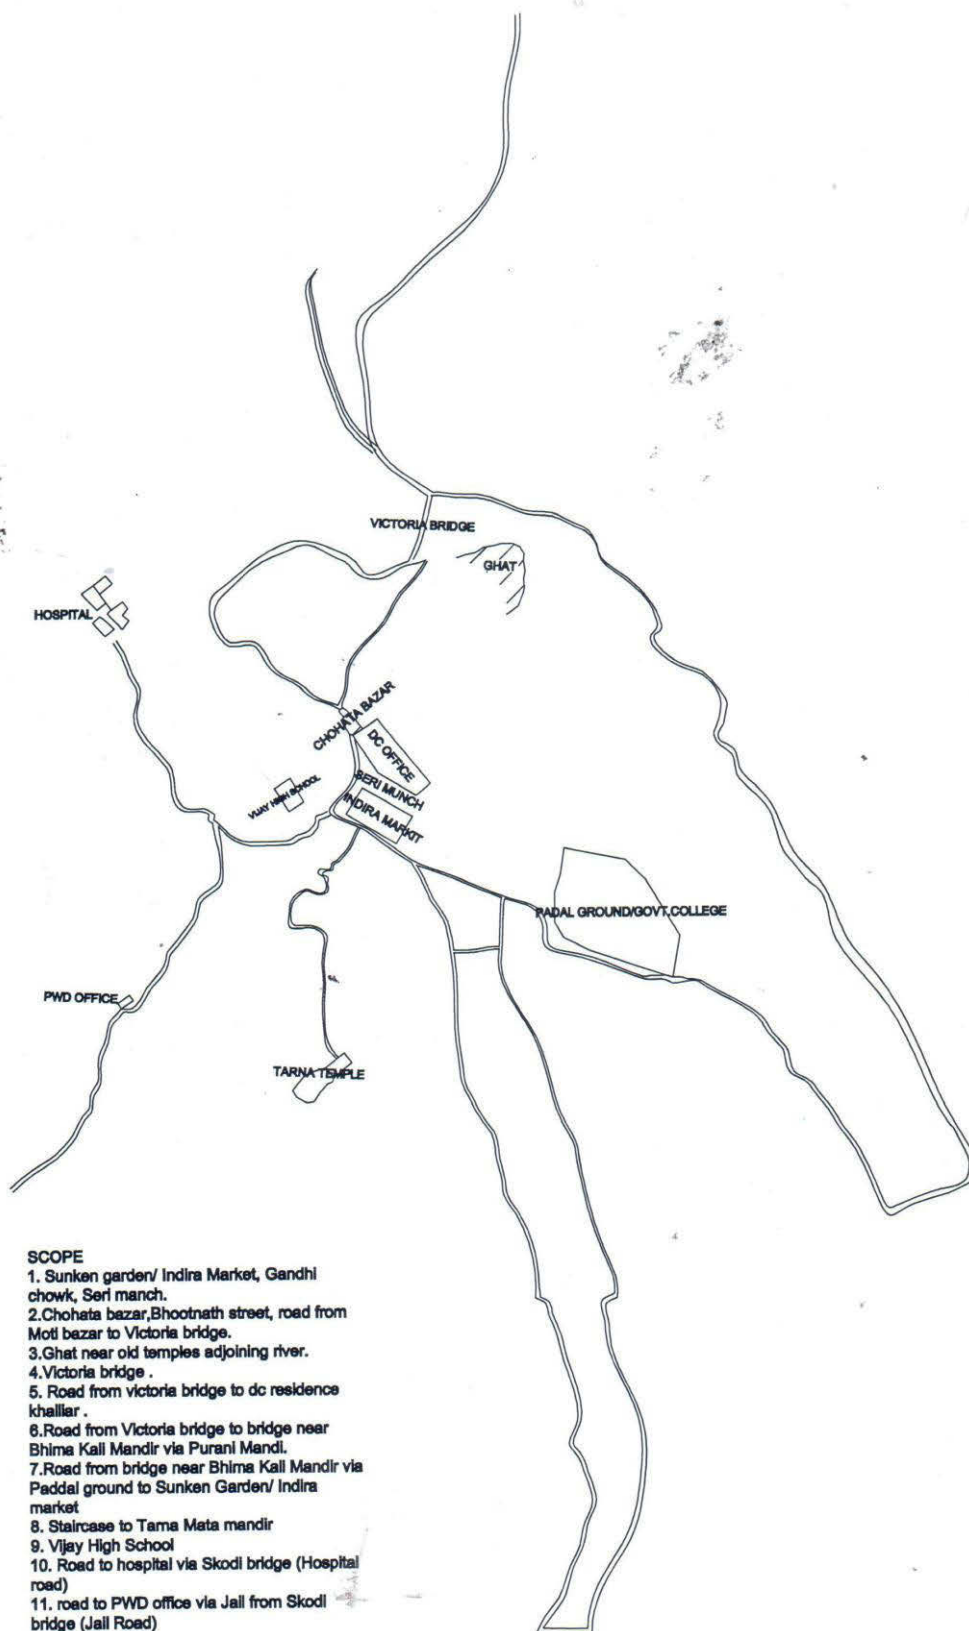 VICTORIA BRIDGE
GHAT
HOSPITAL
CHOHATA BAZAR
DC OFFICE
SERI MUNCH
VIJAY HIGH SCHOOL
INDIRA MARKIT
PADAL GROUND/GOVT.COLLEGE
PWD OFFICE
TARNA TEMPLE
SCOPE
1. Sunken garden/ Indira Market, Gandhi
chowk, Seri manch.
2.Chohata bazar,Bhootnath street, road from
Moti bazar to Victoria bridge.
3.Ghat near old temples adjoining river.
4.Victoria bridge .
5. Road from victoria bridge to dc residence
khalliar .
6.Road from Victoria bridge to bridge near
Bhima Kali Mandir via Purani Mandi.
7.Road from bridge near Bhima Kali Mandir via
Paddal ground to Sunken Garden/ Indira
market
8. Staircase to Tarna Mata mandir
9. Vijay High School
10. Road to hospital via Skodi bridge (Hospital
road)
11. road to PWD office via Jail from Skodi
bridge (Jail Road)